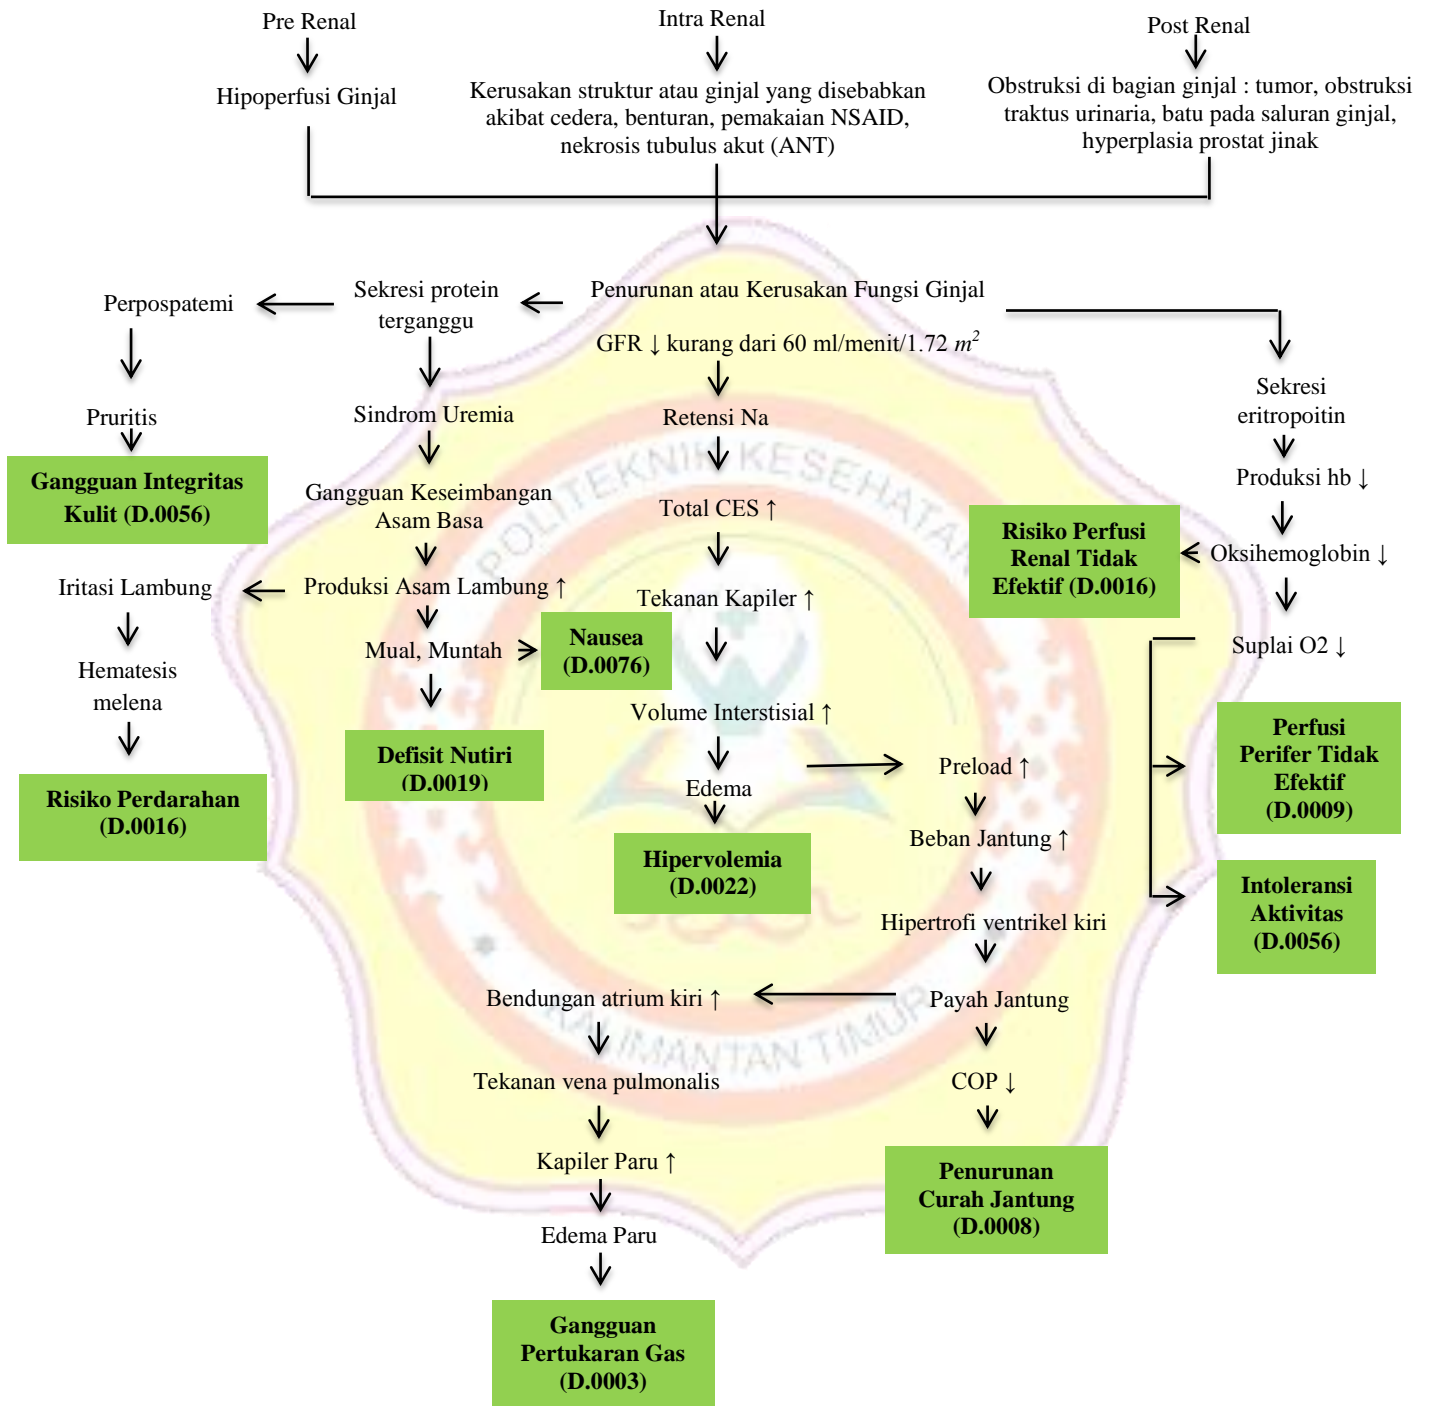 Pre Renal
Intra Renal
Post Renal
Hipoperfusi Ginjal
Kerusakan struktur atau ginjal yang disebabkan
akibat cedera, benturan, pemakaian NSAID,
nekrosis tubulus akut (ANT)
Obstruksi di bagian ginjal : tumor, obstruksi
traktus urinaria, batu pada saluran ginjal,
hyperplasia prostat jinak
Perpospatemi
Sekresi protein
terganggu
Penurunan atau Kerusakan Fungsi Ginjal
GFR ↓ kurang dari 60 ml/menit/1.72 m²
Sekresi
eritropoitin
Pruritis
Sindrom Uremia
Retensi Na
Gangguan Integritas
Kulit (D.0056)
Gangguan Keseimbangan
Asam Basa
Total CES ↑
Produksi hb ↓
Risiko Perfusi
Renal Tidak
Efektif (D.0016)
Oksihemoglobin ↓
Iritasi Lambung
Produksi Asam Lambung ↑
Tekanan Kapiler ↑
Mual, Muntah
Nausea
(D.0076)
Suplai O2 ↓
Hematesis
melena
Volume Interstisial ↑
Defisit Nutiri
(D.0019)
Edema
Preload ↑
Perfusi
Perifer Tidak
Efektif
(D.0009)
Risiko Perdarahan
(D.0016)
Beban Jantung ↑
Hipervolemia
(D.0022)
Intoleransi
Aktivitas
(D.0056)
Hipertrofi ventrikel kiri
Bendungan atrium kiri ↑
Payah Jantung
Tekanan vena pulmonalis
COP ↓
Kapiler Paru ↑
Penurunan
Curah Jantung
(D.0008)
Edema Paru
Gangguan
Pertukaran Gas
(D.0003)
POLITEKNIK KESEHATAN
KALIMANTAN TIMUR